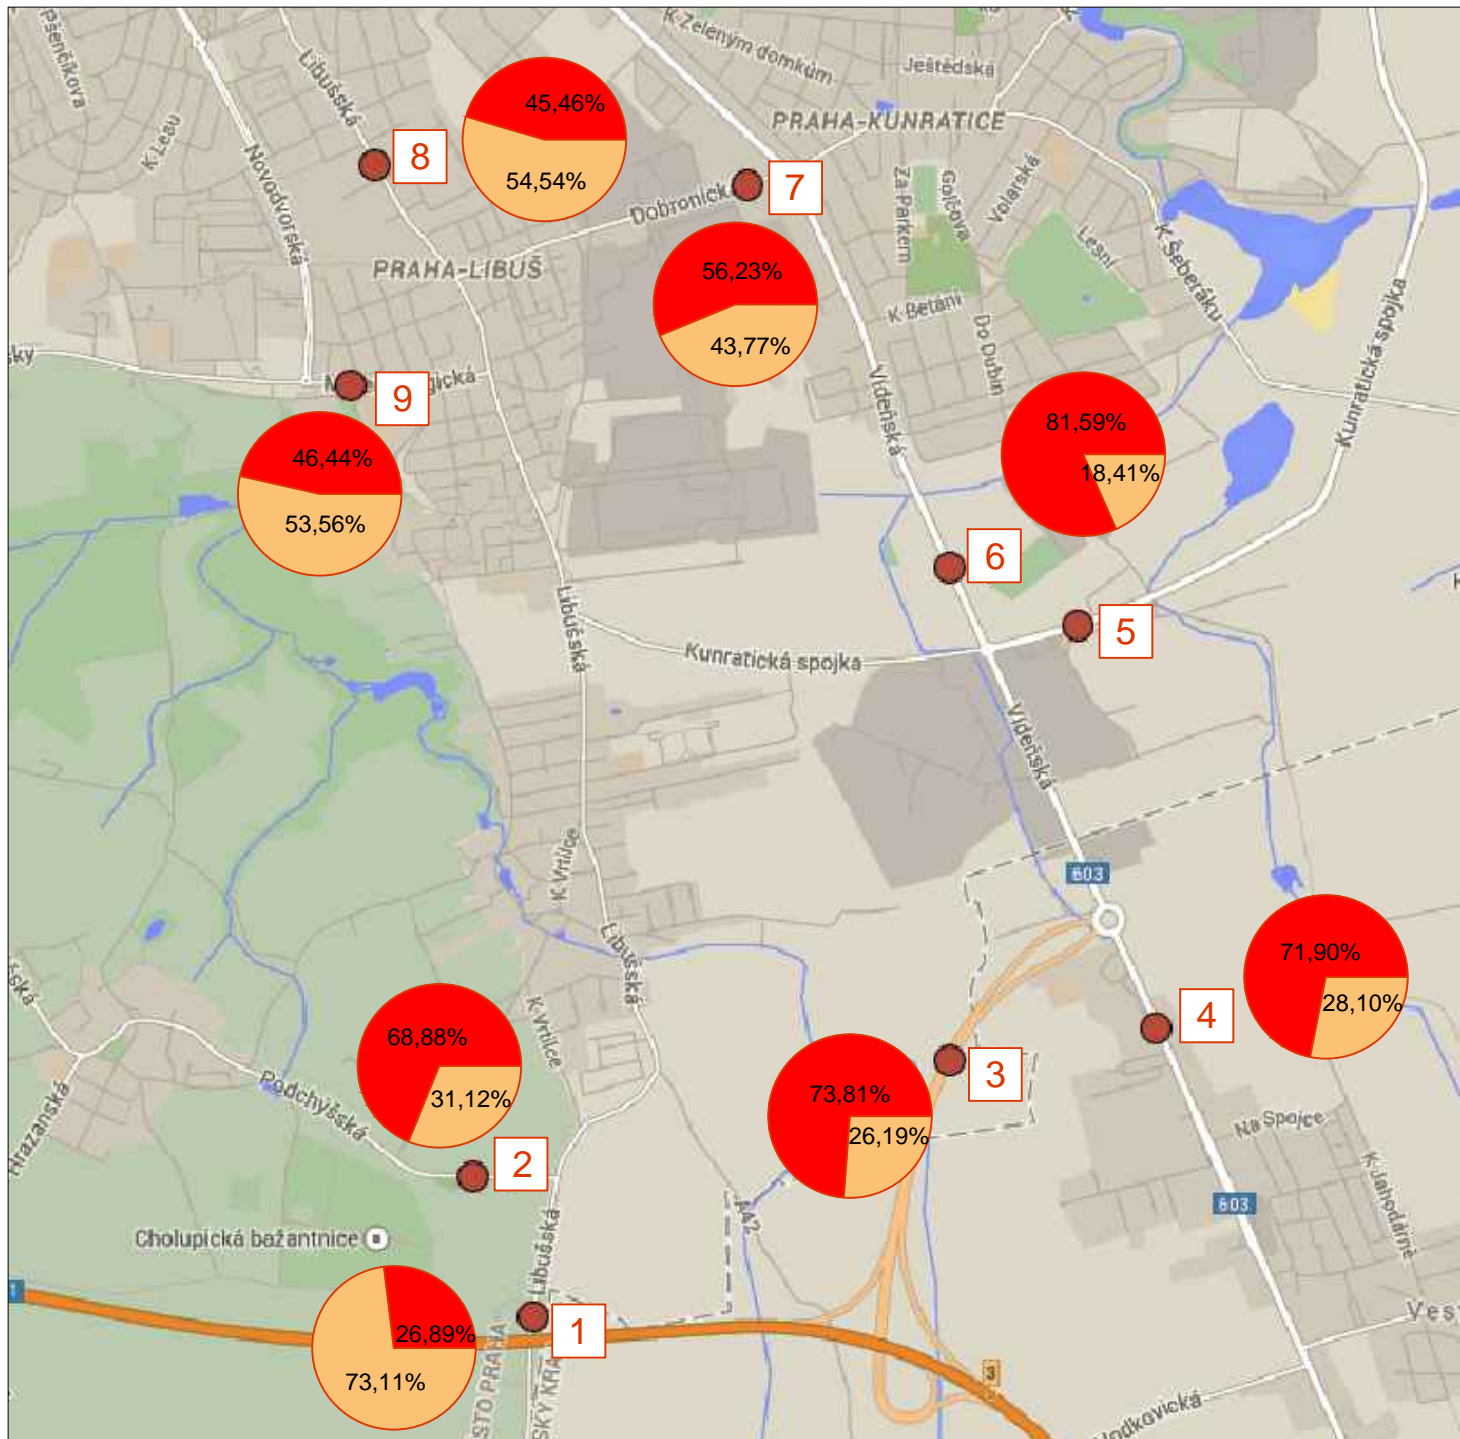 Pšenčíkova
K Lesu
Libušská
Novodvorská
8
45,46%
54,54%
K Zeleným domkům
Ještědská
PRAHA-KUNRATICE
7
Dobronická
Za Parkem
Golčova
Volarská
Lesní
K Šeberáku
PRAHA-LIBUŠ
56,23%
43,77%
K Betáni
Do Dubin
Vídeňská
Kunratická spojka
9
46,44%
53,56%
81,59%
18,41%
6
5
Libušská
Kunratická spojka
Vídeňská
K Vrtilce
603
Libušská
71,90%
28,10%
4
K Vrtilce
68,88%
31,12%
3
73,81%
26,19%
Hrazanská
Podchýšská
2
Na Spojce
K Jahodárně
603
Cholupická bažantnice
Libušská
1
26,89%
73,11%
3